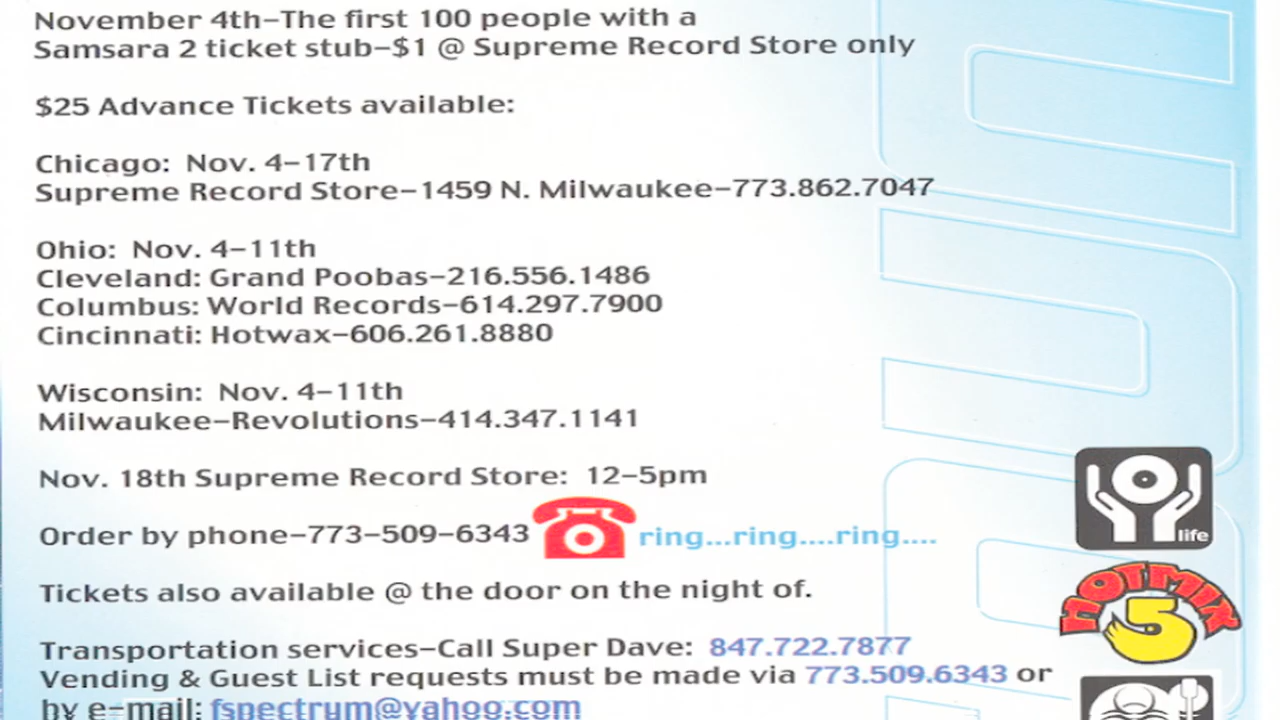 November 4th–The first 100 people with a
Samsara 2 ticket stub–$1 @ Supreme Record Store only
$25 Advance Tickets available:
Chicago: Nov. 4–17th
Supreme Record Store–1459 N. Milwaukee–773.862.7047
Ohio: Nov. 4–11th
Cleveland: Grand Poobas–216.556.1486
Columbus: World Records–614.297.7900
Cincinnati: Hotwax–606.261.8880
Wisconsin: Nov. 4–11th
Milwaukee–Revolutions–414.347.1141
Nov. 18th Supreme Record Store: 12–5pm
Order by phone–773–509–6343 ring...ring....ring....
Tickets also available @ the door on the night of.
Transportation services–Call Super Dave: 847.722.7877
Vending & Guest List requests must be made via 773.509.6343 or
by e–mail: fspectrum@yahoo.com
life
HOTMIX
5